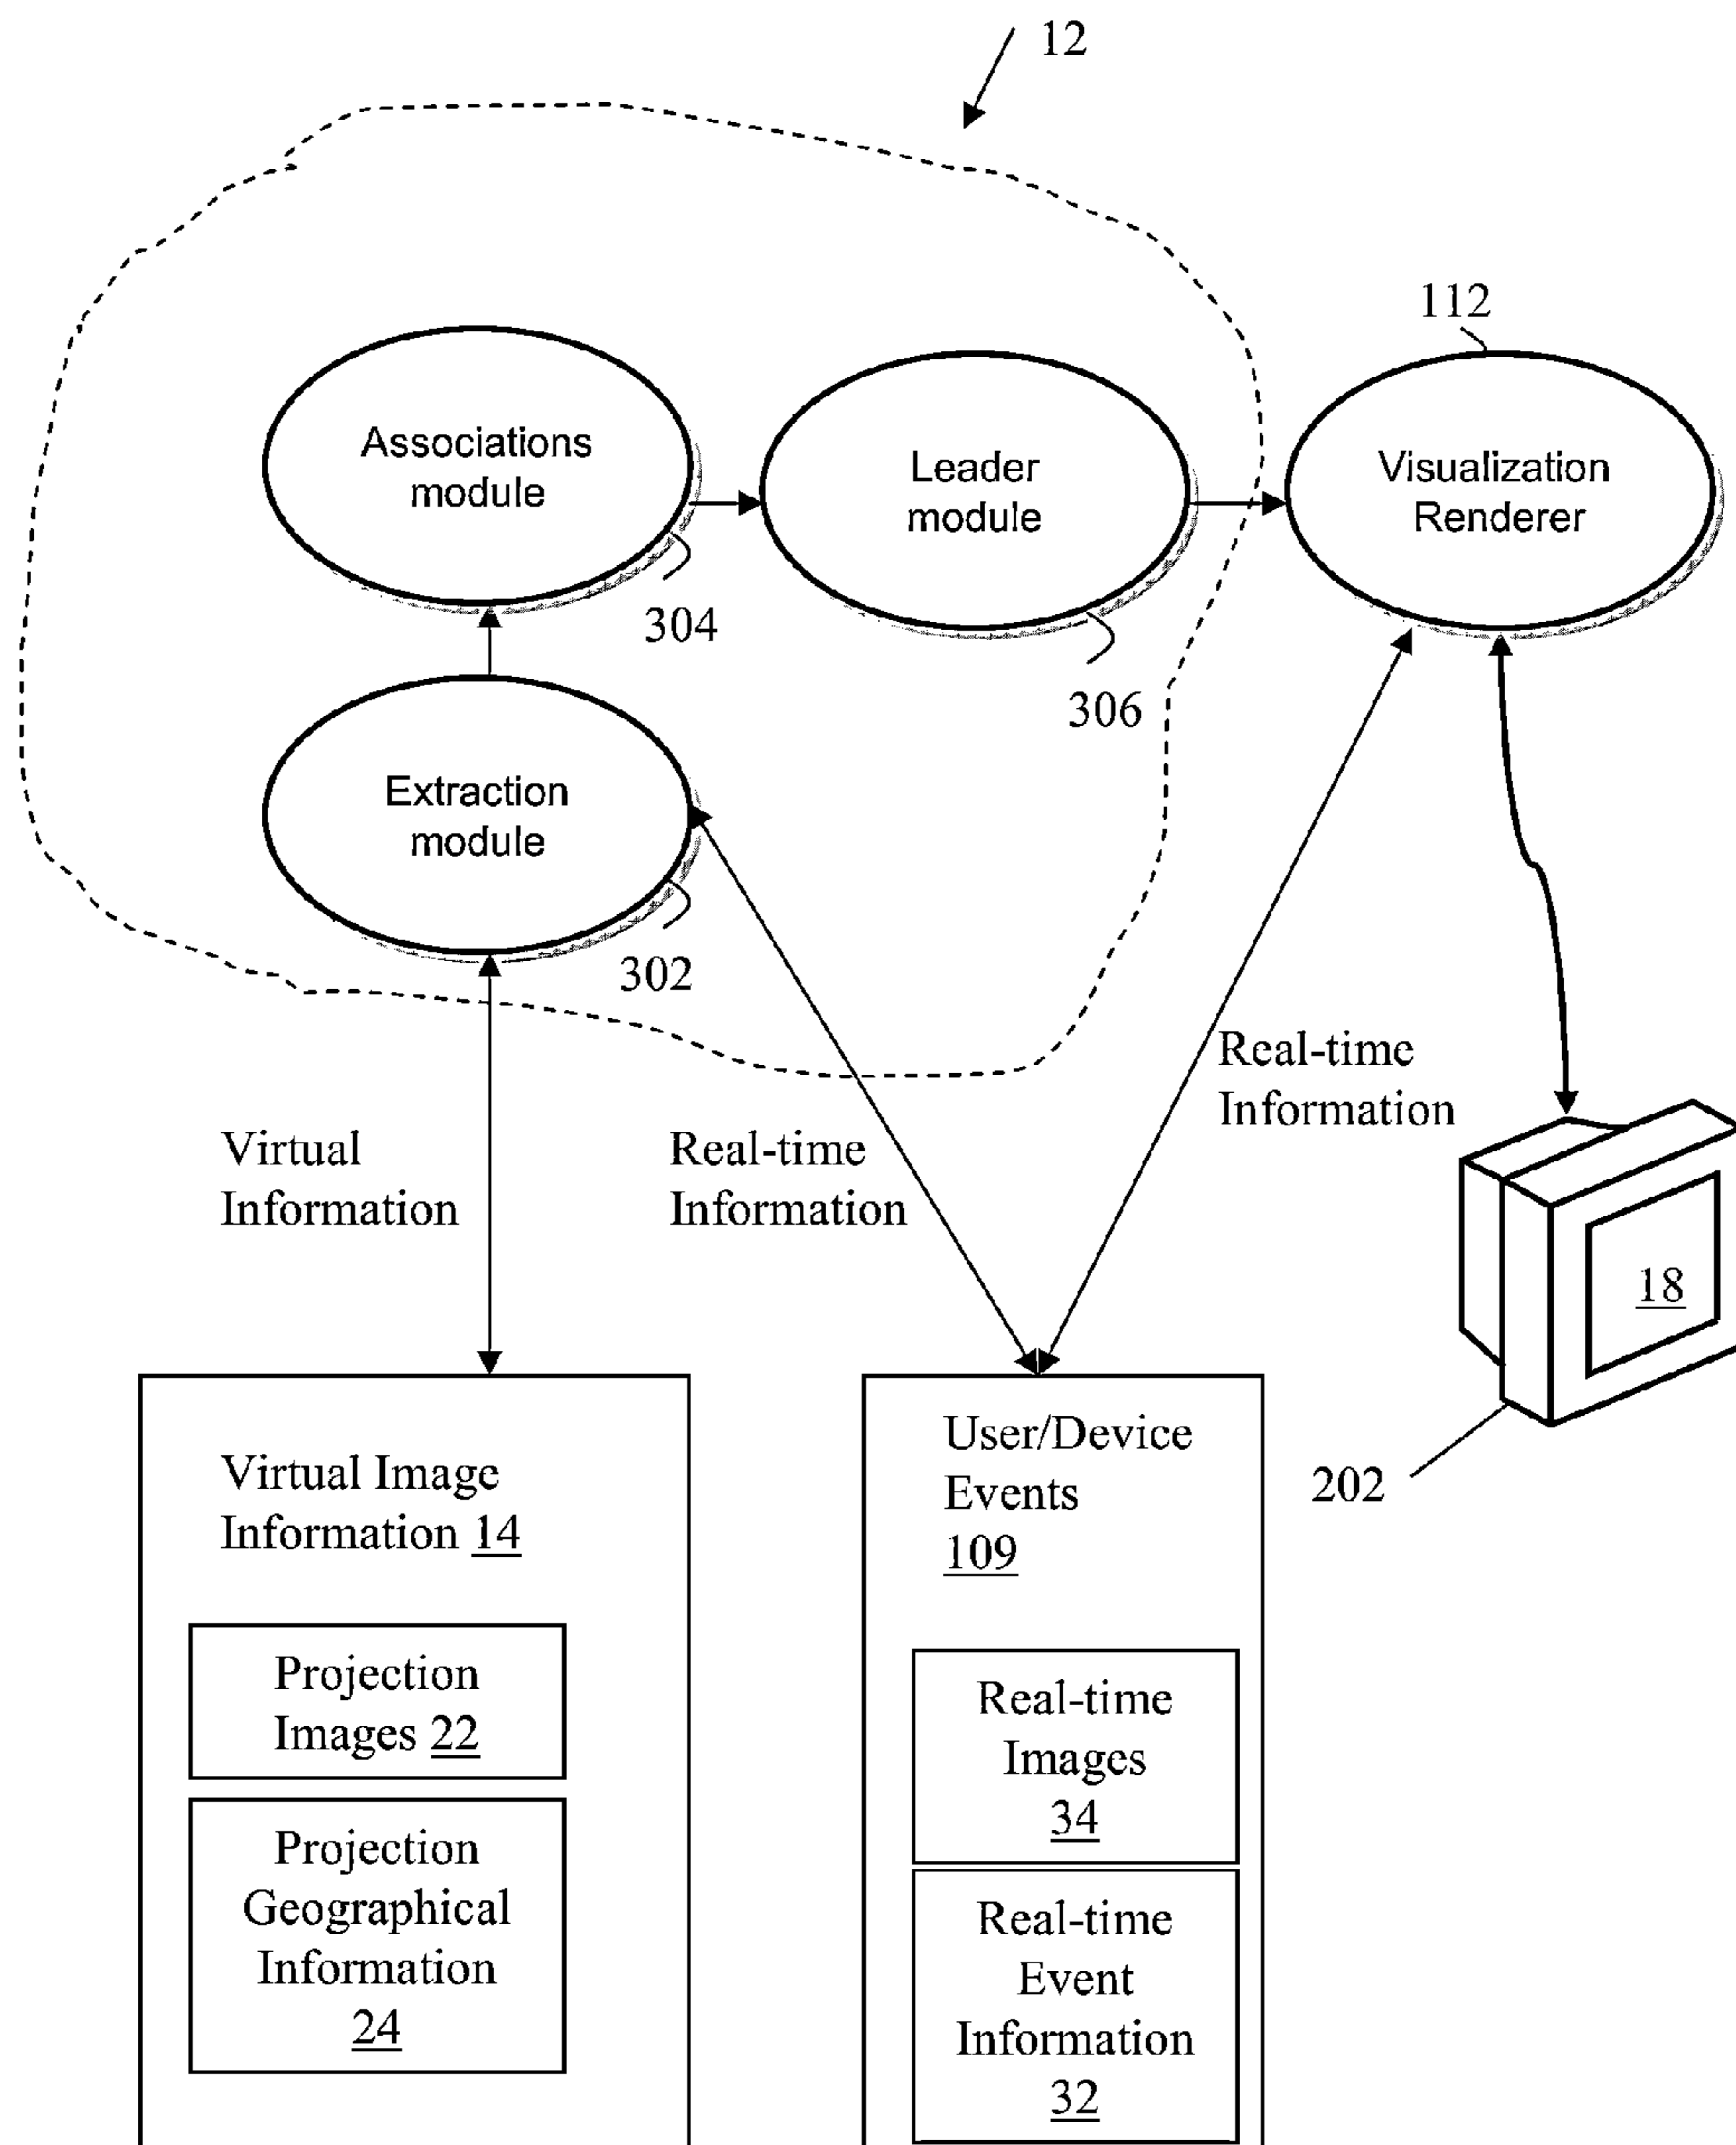 12
112
Associations
module
Leader
module
Visualization
Renderer
304
306
Extraction
module
302
Real-time
Information
Virtual
Information
Real-time
Information
18
202
Virtual Image
Information 14
Projection
Images 22
Projection
Geographical
Information
24
User/Device
Events
109
Real-time
Images
34
Real-time
Event
Information
32